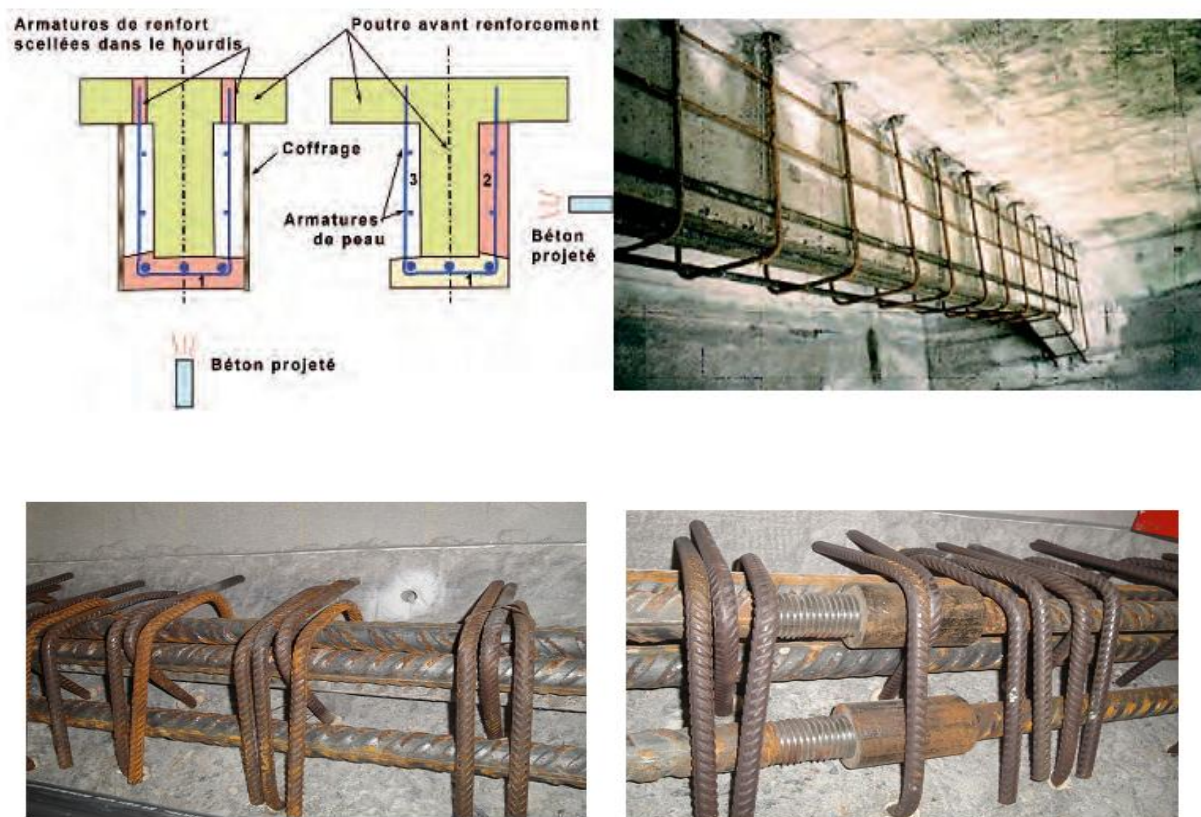 Armatures de renfort
scellées dans le hourdis
Poutre avant renforcement
Coffrage
3
2
Armatures
de peau
Béton
projeté
1
1
Béton projeté